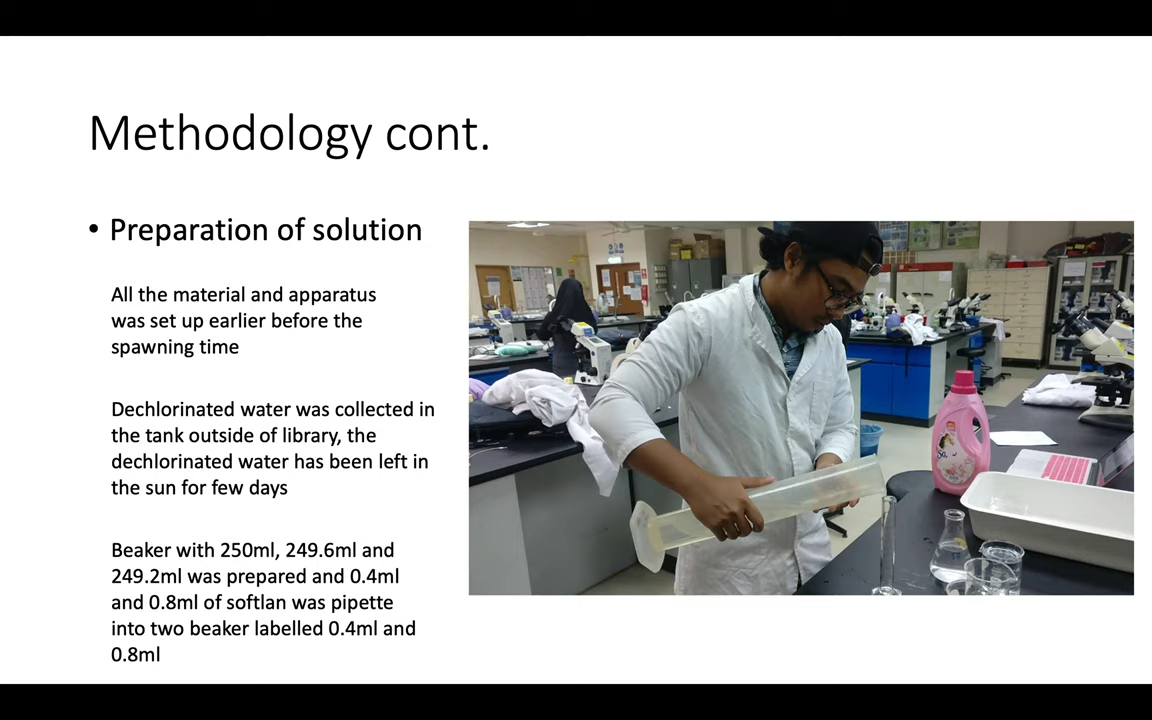 Methodology cont.
• Preparation of solution
All the material and apparatus
was set up earlier before the
spawning time
Dechlorinated water was collected in
the tank outside of library, the
dechlorinated water has been left in
the sun for few days
Beaker with 250ml, 249.6ml and
249.2ml was prepared and 0.4ml
and 0.8ml of softlan was pipette
into two beaker labelled 0.4ml and
0.8ml